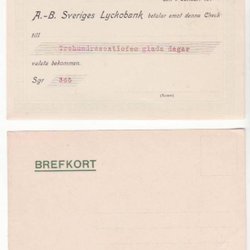 A.-B. Sveriges Lyckobank betalar emot denna Check
till
Trehundrasextiofem glada dagar
valuta bekommen.
Sgr 365
(Namn)
BREFKORT